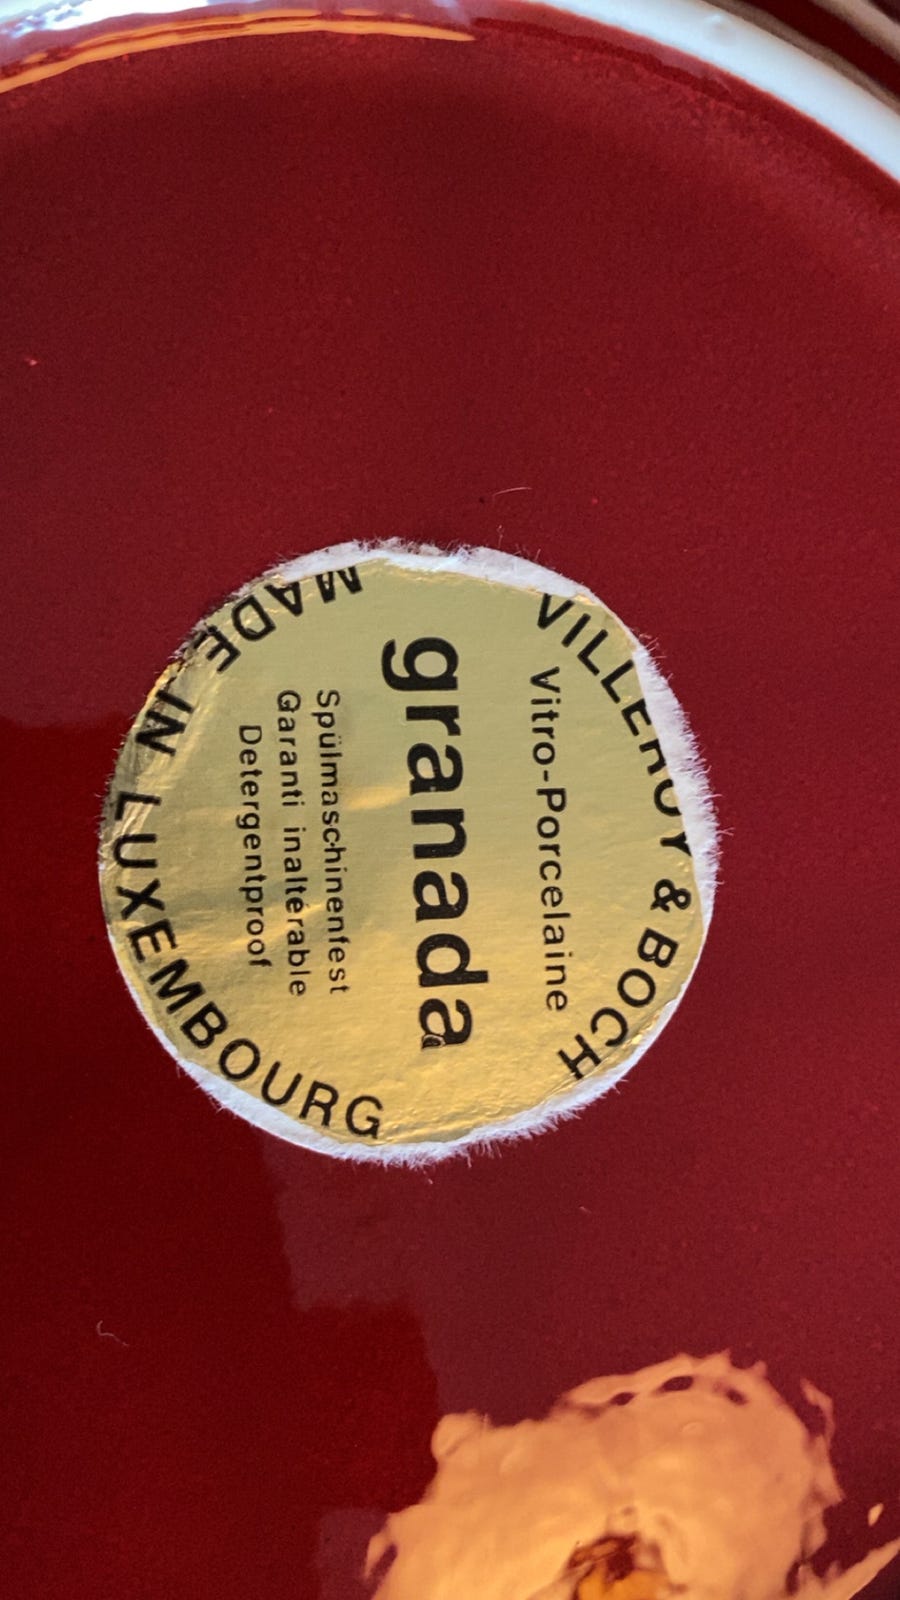 VILLEROY & BOCH
Vitro-Porcelaine
granada
Spülmaschinenfest
Garanti inaltérable
Detergentproof
MADE IN LUXEMBOURG